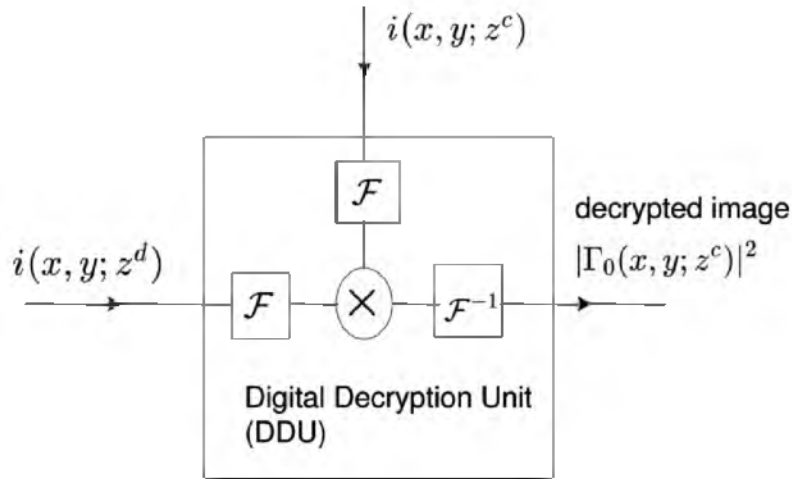 i(x, y; z^c)
ℱ
decrypted image
i(x, y; z^d)
|Γ_0(x, y; z^c)|^2
ℱ
×
ℱ^{-1}
Digital Decryption Unit
(DDU)